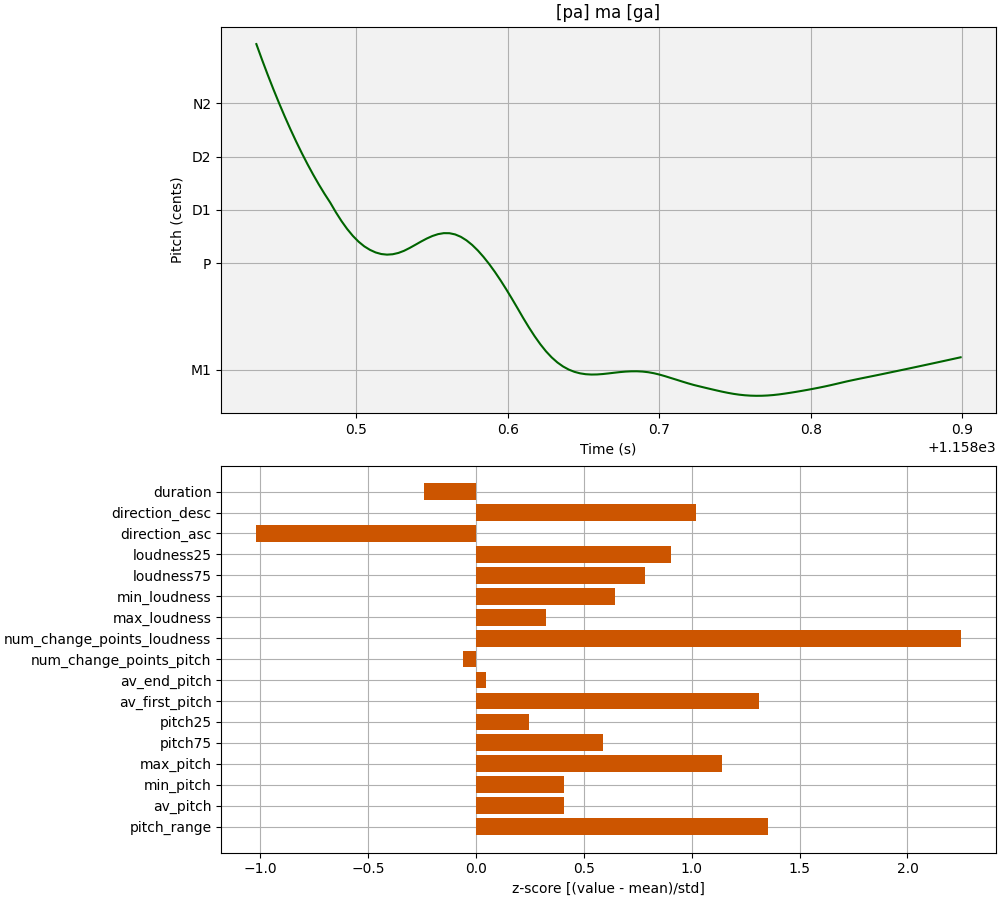 [pa] ma [ga]
N2
D2
D1
P
M1
Pitch (cents)
0.5 0.6 0.7 0.8 0.9
Time (s)
+1.158e3
duration
direction_desc
direction_asc
loudness25
loudness75
min_loudness
max_loudness
num_change_points_loudness
num_change_points_pitch
av_end_pitch
av_first_pitch
pitch25
pitch75
max_pitch
min_pitch
av_pitch
pitch_range
−1.0 −0.5 0.0 0.5 1.0 1.5 2.0
z-score [(value - mean)/std]